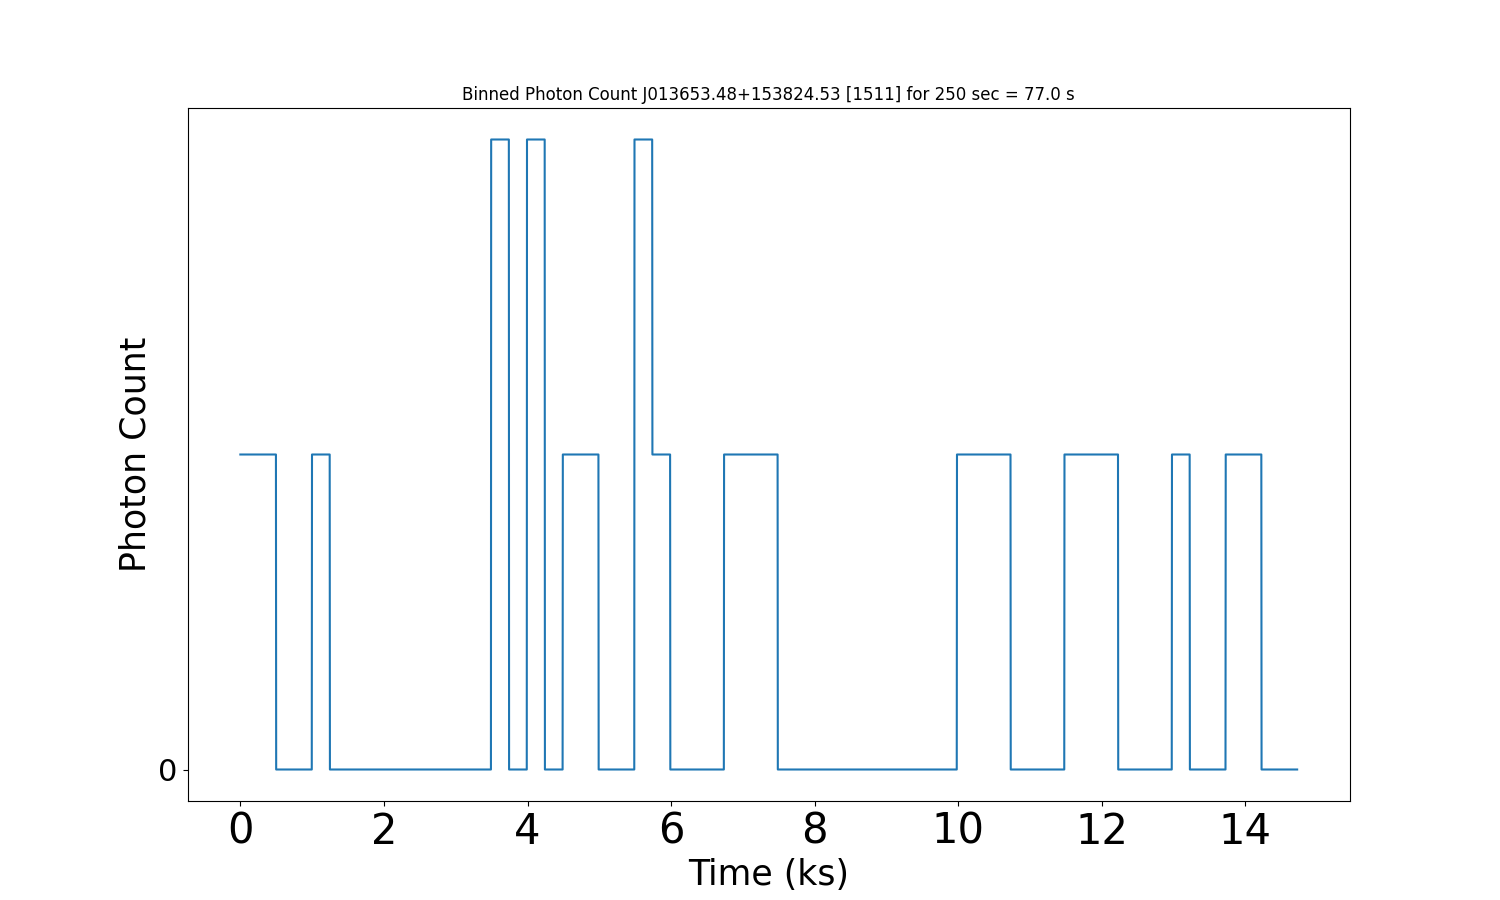 Binned Photon Count J013653.48+153824.53 [1511] for 250 sec = 77.0 s
Photon Count
0
0 2 4 6 8 10 12 14
Time (ks)